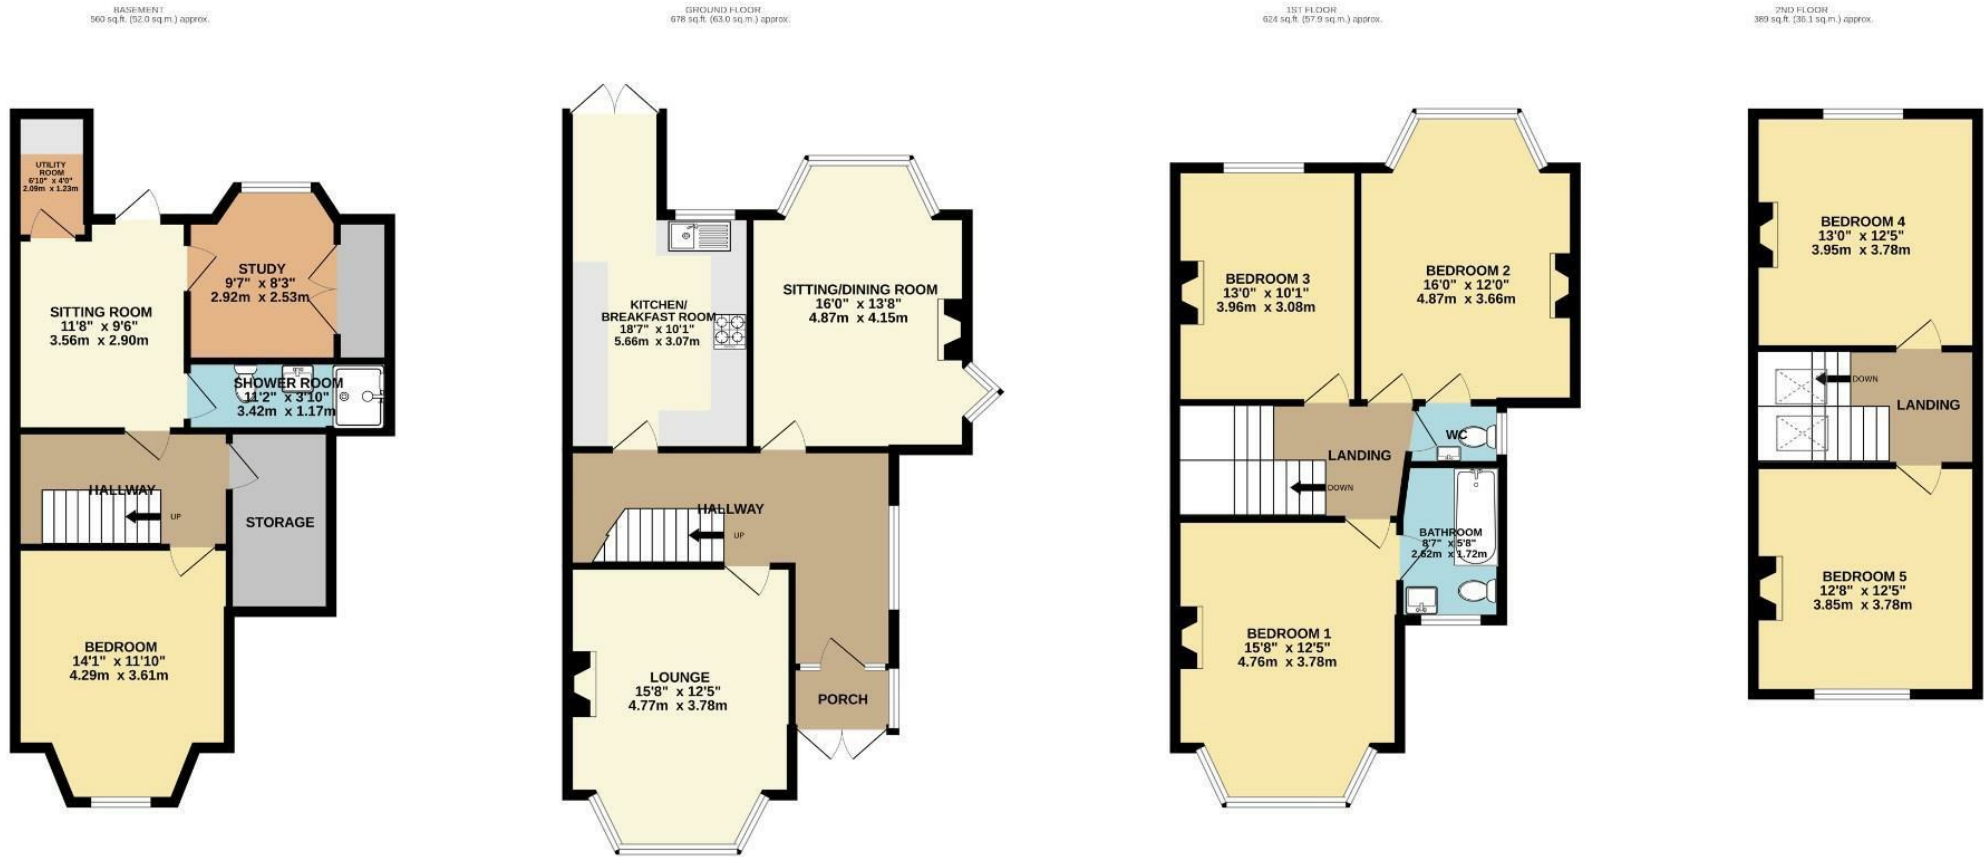 BASEMENT
560 sq.ft. (52.0 sq.m.) approx.
UTILITY
ROOM
6'10" x 4'0"
2.09m x 1.23m
STUDY
9'7" x 8'3"
2.92m x 2.53m
SITTING ROOM
11'8" x 9'6"
3.56m x 2.90m
SHOWER ROOM
11'2" x 3'10"
3.42m x 1.17m
HALLWAY
UP
STORAGE
BEDROOM
14'1" x 11'10"
4.29m x 3.61m
GROUND FLOOR
678 sq.ft. (63.0 sq.m.) approx.
KITCHEN/
BREAKFAST ROOM
18'7" x 10'1"
5.66m x 3.07m
SITTING/DINING ROOM
16'0" x 13'8"
4.87m x 4.15m
HALLWAY
UP
LOUNGE
15'8" x 12'5"
4.77m x 3.78m
PORCH
1ST FLOOR
624 sq.ft. (57.9 sq.m.) approx.
BEDROOM 3
13'0" x 10'1"
3.96m x 3.08m
BEDROOM 2
16'0" x 12'0"
4.87m x 3.66m
WC
LANDING
DOWN
BATHROOM
8'7" x 5'8"
2.62m x 1.72m
BEDROOM 1
15'8" x 12'5"
4.76m x 3.78m
2ND FLOOR
389 sq.ft. (36.1 sq.m.) approx.
BEDROOM 4
13'0" x 12'5"
3.95m x 3.78m
DOWN
LANDING
BEDROOM 5
12'8" x 12'5"
3.85m x 3.78m